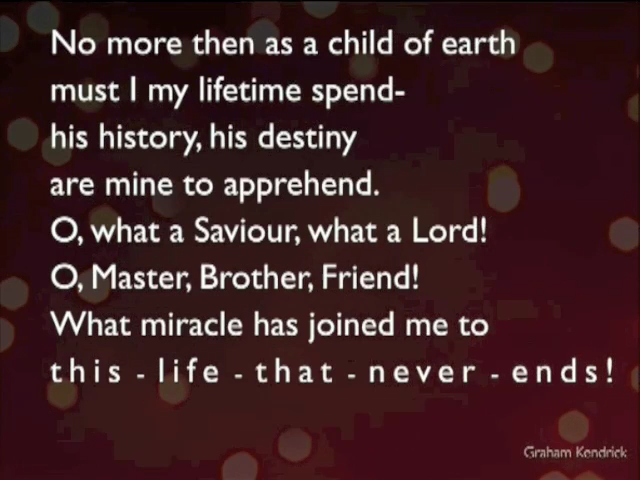 No more then as a child of earth
must I my lifetime spend-
his history, his destiny
are mine to apprehend.
O, what a Saviour, what a Lord!
O, Master, Brother, Friend!
What miracle has joined me to
this - life - that - never - ends!
Graham Kendrick